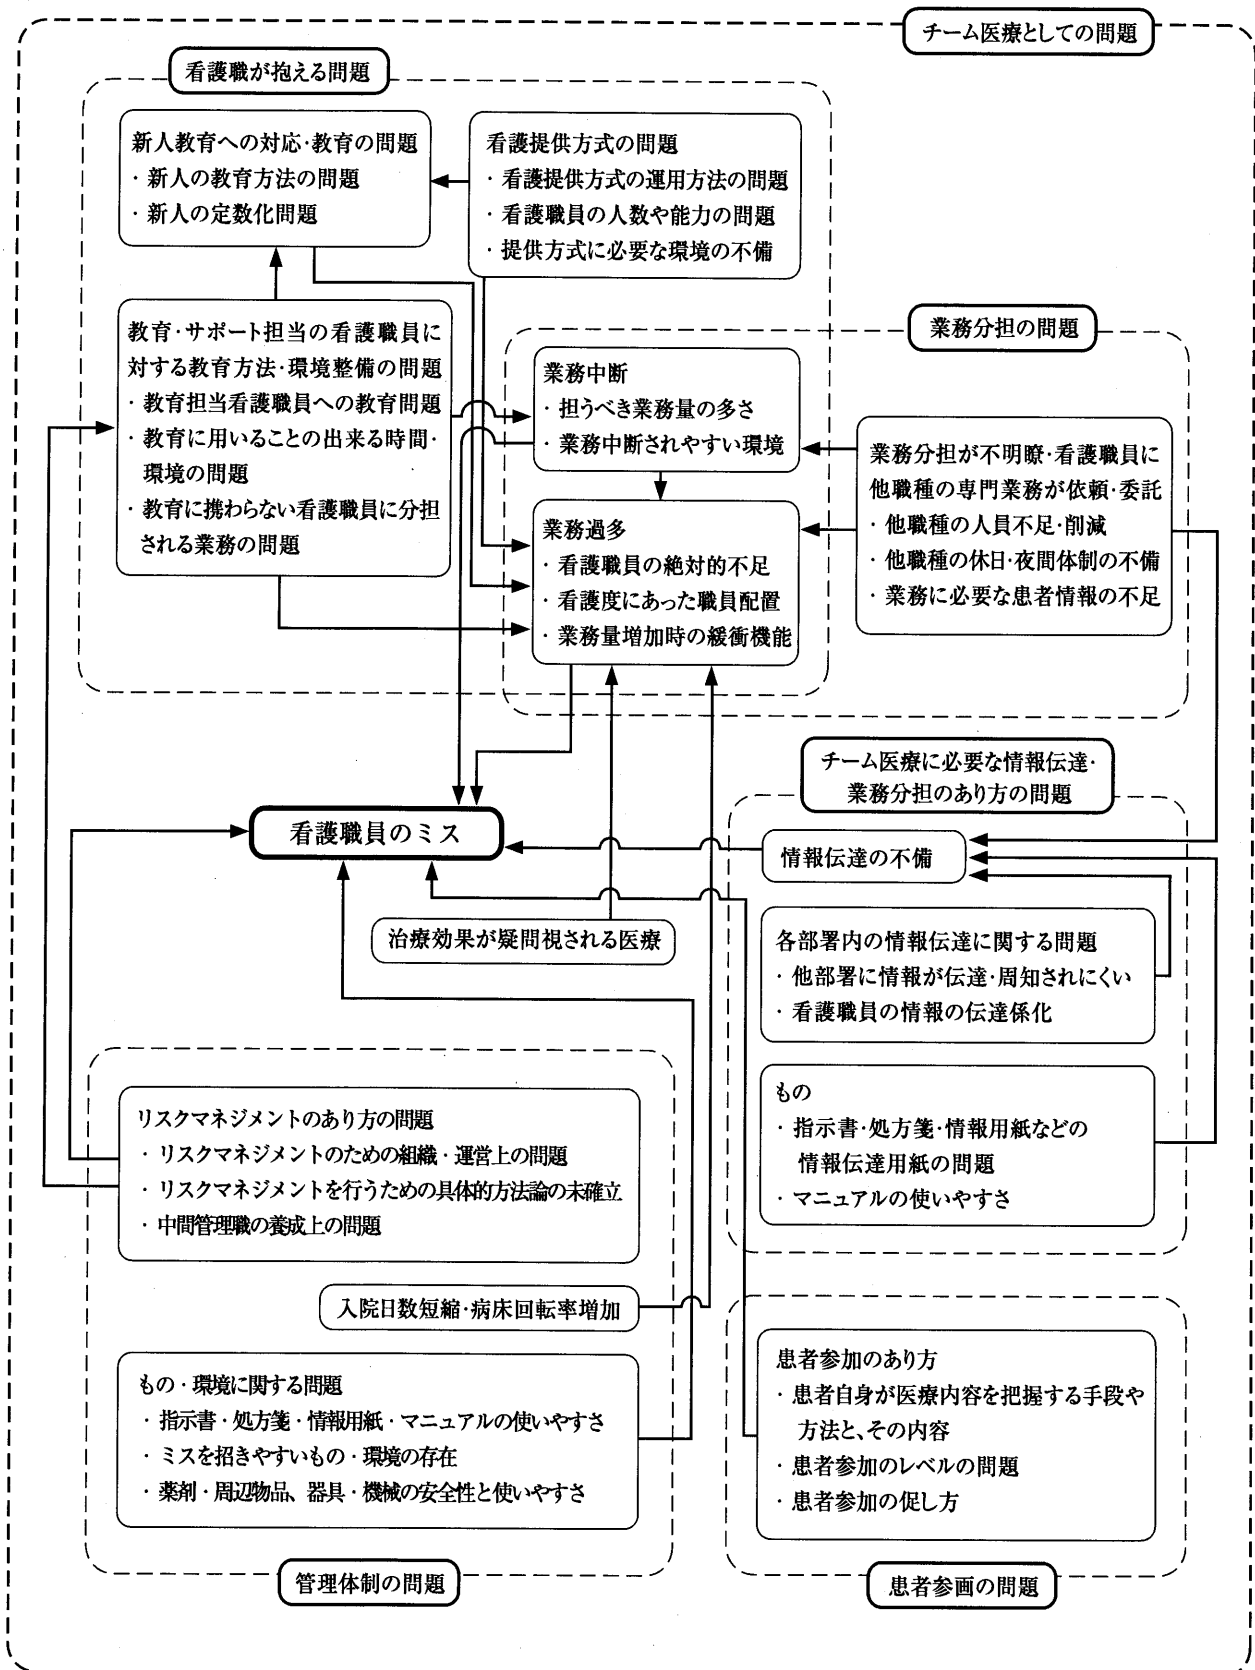 チーム医療としての問題
看護職が抱える問題
新人教育への対応・教育の問題
・新人の教育方法の問題
・新人の定数化問題
看護提供方式の問題
・看護提供方式の運用方法の問題
・看護職員の人数や能力の問題
・提供方式に必要な環境の不備
教育・サポート担当の看護職員に
対する教育方法・環境整備の問題
・教育担当看護職員への教育問題
・教育に用いることの出来る時間・
環境の問題
・教育に携わらない看護職員に分担
される業務の問題
業務分担の問題
業務中断
・担うべき業務量の多さ
・業務中断されやすい環境
業務過多
・看護職員の絶対的不足
・看護度にあった職員配置
・業務量増加時の緩衝機能
業務分担が不明瞭・看護職員に
他職種の専門業務が依頼・委託
・他職種の人員不足・削減
・他職種の休日・夜間体制の不備
・業務に必要な患者情報の不足
チーム医療に必要な情報伝達・
業務分担のあり方の問題
看護職員のミス
情報伝達の不備
治療効果が疑問視される医療
各部署内の情報伝達に関する問題
・他部署に情報が伝達・周知されにくい
・看護職員の情報の伝達係化
もの
・指示書・処方箋・情報用紙などの
情報伝達用紙の問題
・マニュアルの使いやすさ
リスクマネジメントのあり方の問題
・リスクマネジメントのための組織・運営上の問題
・リスクマネジメントを行うための具体的方法論の未確立
・中間管理職の養成上の問題
入院日数短縮・病床回転率増加
もの・環境に関する問題
・指示書・処方箋・情報用紙・マニュアルの使いやすさ
・ミスを招きやすいもの・環境の存在
・薬剤・周辺物品、器具・機械の安全性と使いやすさ
管理体制の問題
患者参加のあり方
・患者自身が医療内容を把握する手段や
方法と、その内容
・患者参加のレベルの問題
・患者参加の促し方
患者参画の問題